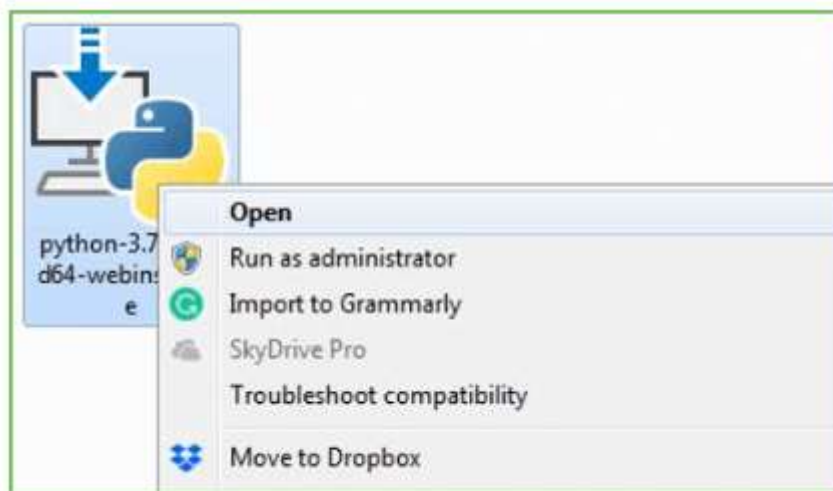 python-3.7
d64-webins
e
Open
Run as administrator
Import to Grammarly
SkyDrive Pro
Troubleshoot compatibility
Move to Dropbox